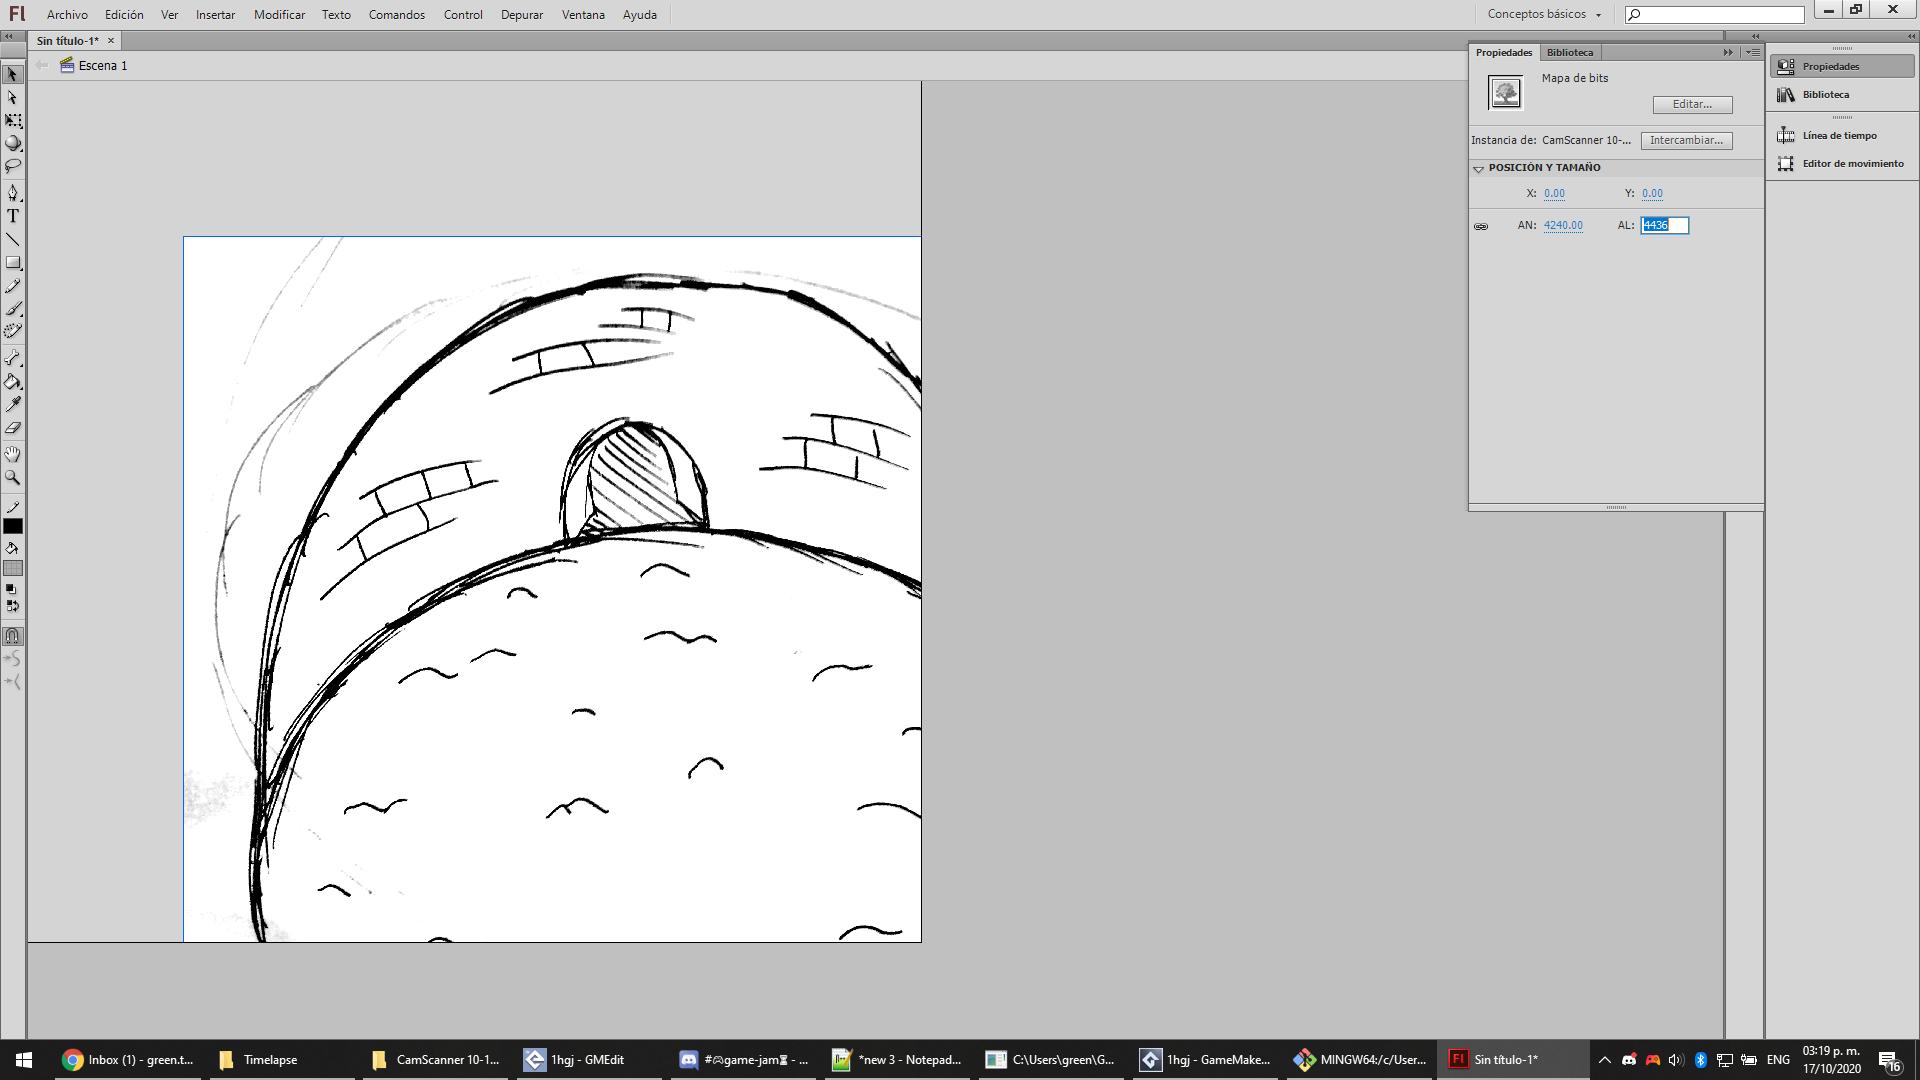 Fl Archivo Edición Ver Insertar Modificar Texto Comandos Control Depurar Ventana Ayuda Conceptos básicos
Sin título-1*
Escena 1
Propiedades Biblioteca
Mapa de bits
Editar...
Instancia de: CamScanner 10-... Intercambiar...
POSICIÓN Y TAMAÑO
X: 0.00 Y: 0.00
AN: 4240.00 AL: 4436
Propiedades
Biblioteca
Línea de tiempo
Editor de movimiento
T
Inbox (1) - green.t... Timelapse CamScanner 10-1... 1hgj - GMEdit #🎮game-jam⏳ - ... *new 3 - Notepad... C:\Users\green\G... 1hgj - GameMake... MINGW64:/c/User... Fl Sin título-1* ENG 03:19 p. m.
17/10/2020 16